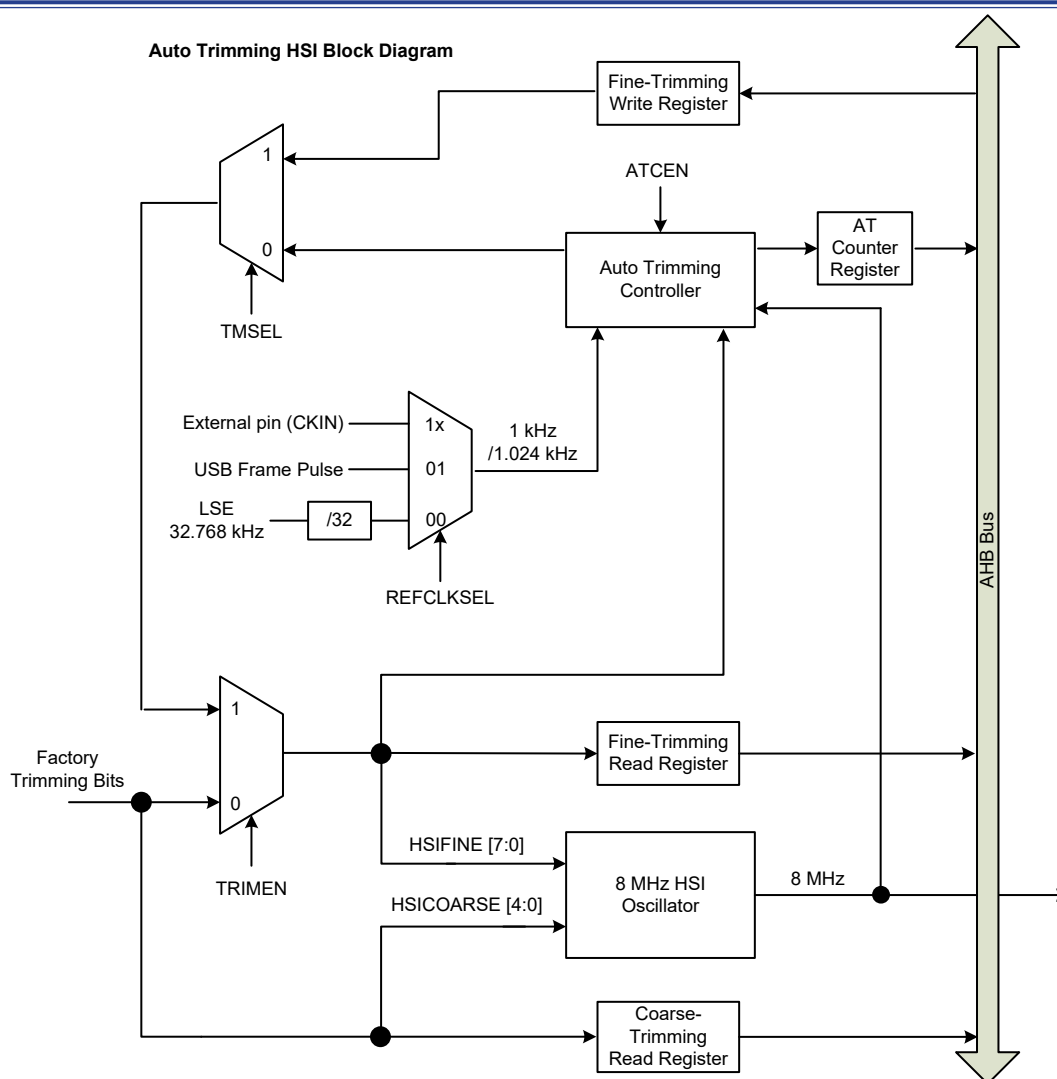 Auto Trimming HSI Block Diagram
Fine-Trimming
Write Register
1
ATCEN
0
Auto Trimming
Controller
AT
Counter
Register
TMSEL
External pin (CKIN)
1x
1 kHz
/1.024 kHz
USB Frame Pulse
01
LSE
32.768 kHz
/32
00
REFCLKSEL
AHB Bus
1
Factory
Trimming Bits
0
Fine-Trimming
Read Register
TRIMEN
HSIFINE [7:0]
HSICOARSE [4:0]
8 MHz HSI
Oscillator
8 MHz
Coarse-
Trimming
Read Register